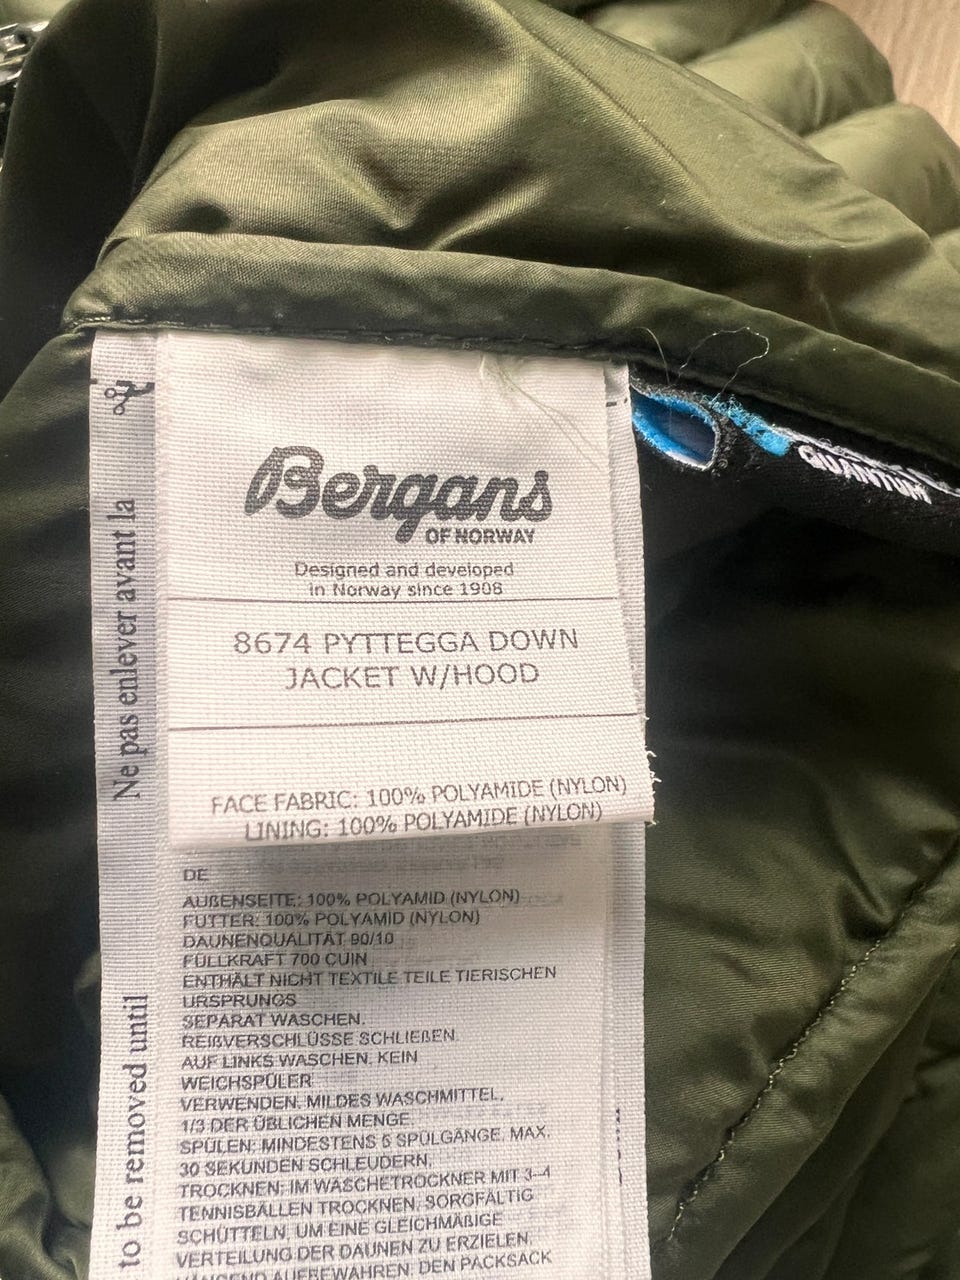 Bergans
OF NORWAY
Designed and developed
in Norway since 1908
8674 PYTTEGGA DOWN
JACKET W/HOOD
FACE FABRIC: 100% POLYAMIDE (NYLON)
LINING: 100% POLYAMIDE (NYLON)
DE
AUßENSEITE: 100% POLYAMID (NYLON)
FUTTER: 100% POLYAMID (NYLON)
DAUNENQUALITÄT 90/10
FÜLLKRAFT 700 CUIN
ENTHÄLT NICHT TEXTILE TEILE TIERISCHEN
URSPRUNGS
SEPARAT WASCHEN.
REIßVERSCHLÜSSE SCHLIEßEN.
AUF LINKS WASCHEN. KEIN
WEICHSPÜLER
VERWENDEN. MILDES WASCHMITTEL,
1/3 DER ÜBLICHEN MENGE.
SPÜLEN: MINDESTENS 5 SPÜLGÄNGE, MAX.
30 SEKUNDEN SCHLEUDERN.
TROCKNEN: IM WÄSCHETROCKNER MIT 3-4
TENNISBÄLLEN TROCKNEN. SORGFÄLTIG
SCHÜTTELN, UM EINE GLEICHMÄßIGE
VERTEILUNG DER DAUNEN ZU ERZIELEN.
HÄNGEND AUFBEWAHREN. DEN PACKSACK
Ne pas enlever avant la
to be removed until
QUANTUM